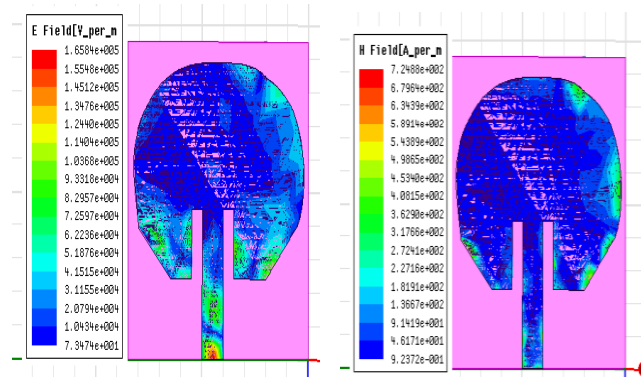 E Field[V_per_m
1.6584e+005
1.5548e+005
1.4512e+005
1.3476e+005
1.2440e+005
1.1404e+005
1.0368e+005
9.3318e+004
8.2957e+004
7.2597e+004
6.2236e+004
5.1876e+004
4.1515e+004
3.1155e+004
2.0794e+004
1.0434e+004
7.3474e+001
H Field[A_per_m
7.2488e+002
6.7964e+002
6.3439e+002
5.8914e+002
5.4389e+002
4.9865e+002
4.5340e+002
4.0815e+002
3.6290e+002
3.1766e+002
2.7241e+002
2.2716e+002
1.8191e+002
1.3667e+002
9.1419e+001
4.6171e+001
9.2372e-001